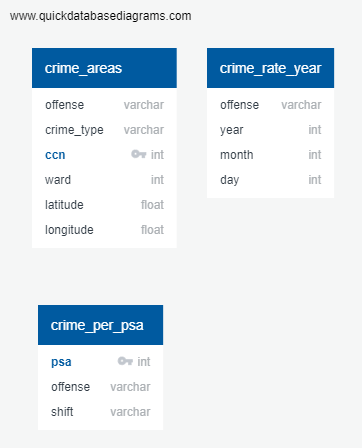 www.quickdatabasediagrams.com
crime_areas
offense varchar
crime_type varchar
ccn int
ward int
latitude float
longitude float
crime_rate_year
offense varchar
year int
month int
day int
crime_per_psa
psa int
offense varchar
shift varchar